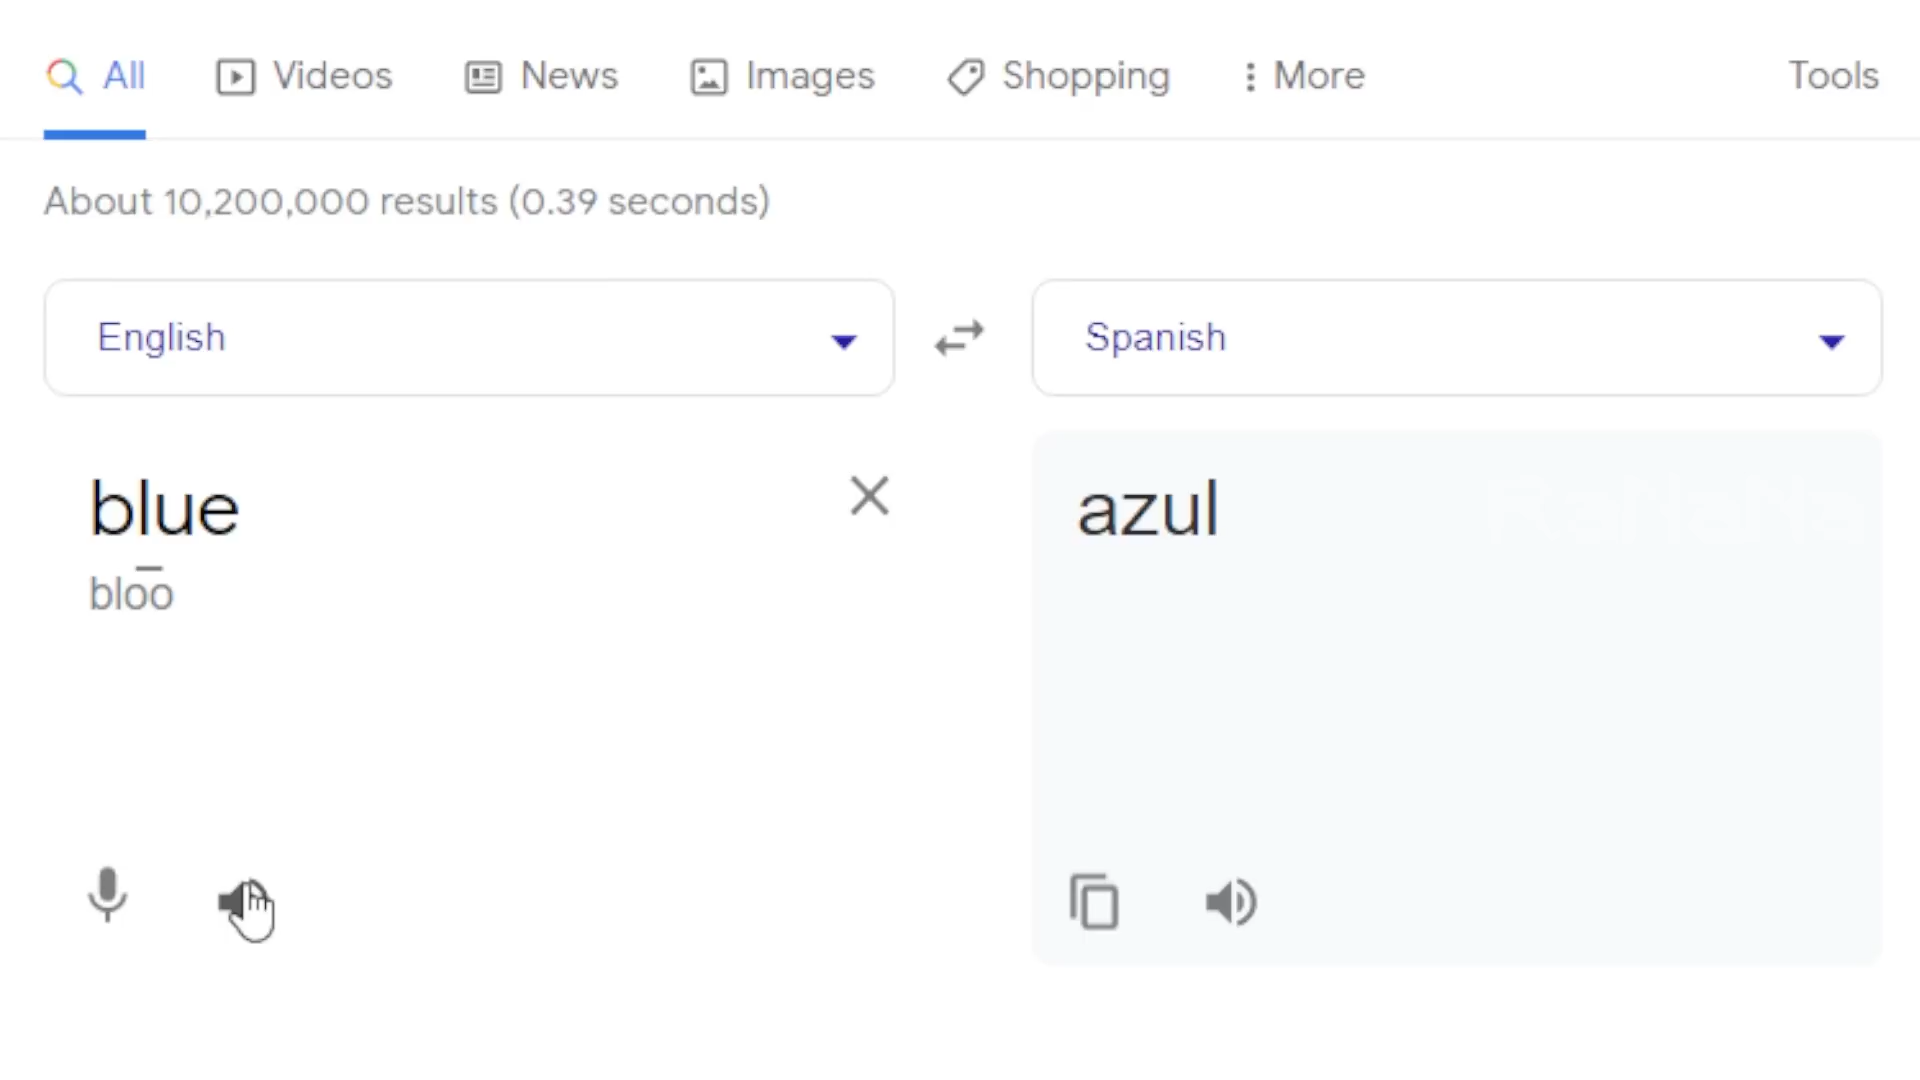 All Videos News Images Shopping More Tools
About 10,200,000 results (0.39 seconds)
English Spanish
blue azul
blo͞o